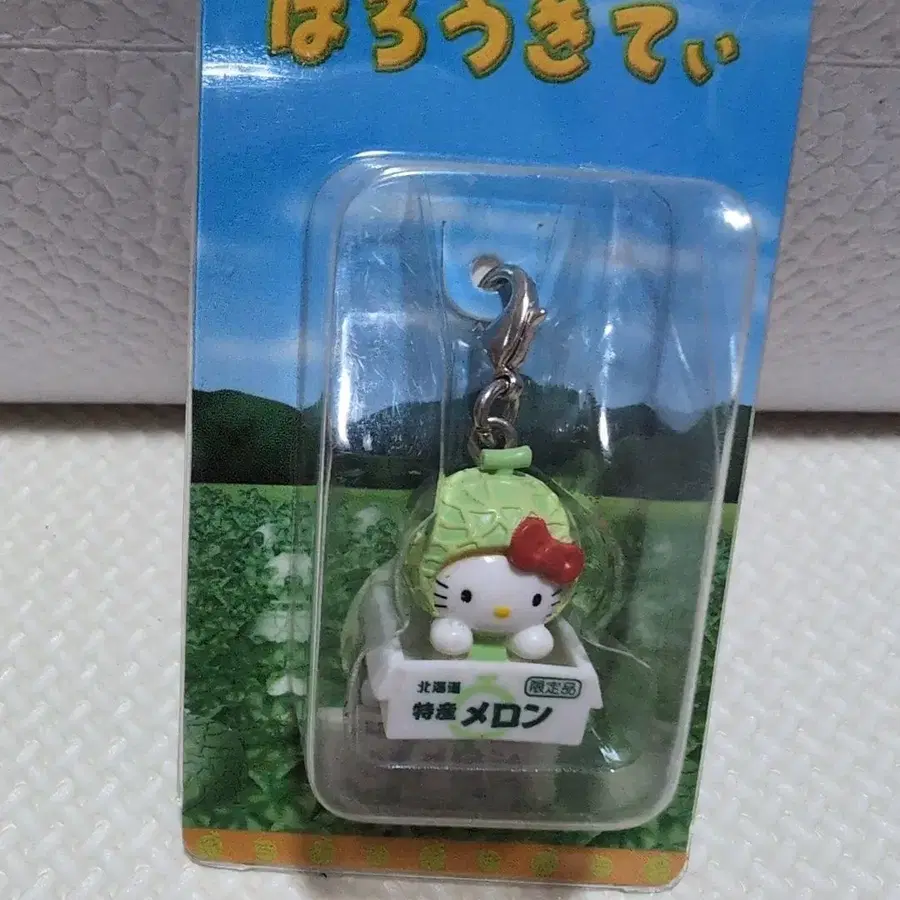 はろうきてぃ
北海道 限定品
特産 メロン